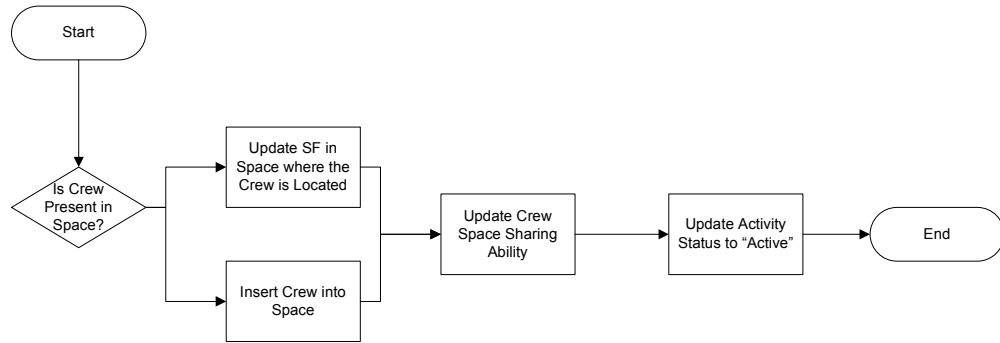 Start
Is Crew
Present in
Space?
Update SF in
Space where the
Crew is Located
Insert Crew into
Space
Update Crew
Space Sharing
Ability
Update Activity
Status to “Active”
End